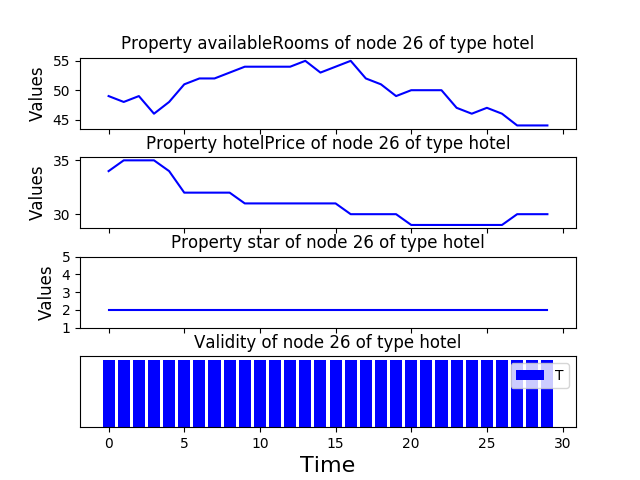 Property availableRooms of node 26 of type hotel
55
50
45
Values
Property hotelPrice of node 26 of type hotel
35
30
Values
Property star of node 26 of type hotel
5
4
3
2
1
Values
Validity of node 26 of type hotel
T
0 5 10 15 20 25 30
Time